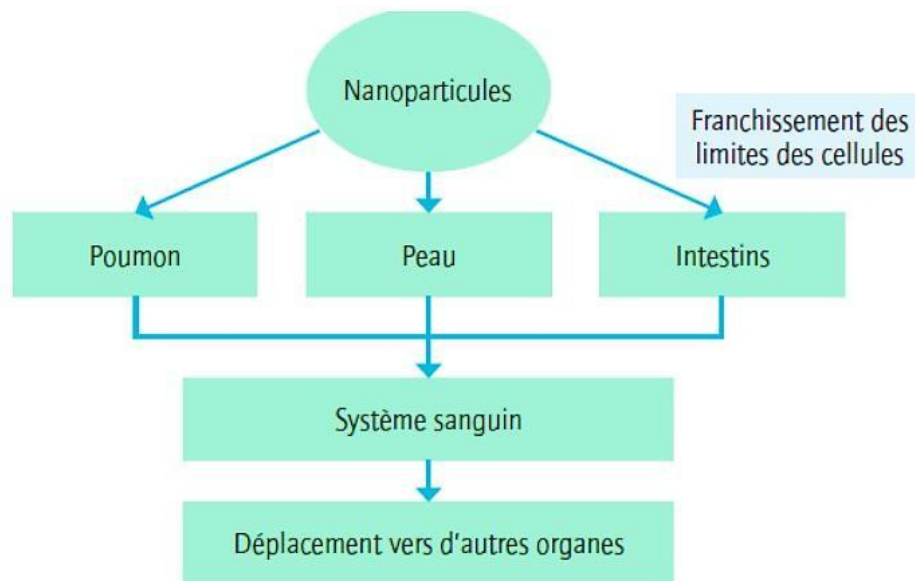 Nanoparticules
Franchissement des
limites des cellules
Poumon
Peau
Intestins
Système sanguin
Déplacement vers d'autres organes